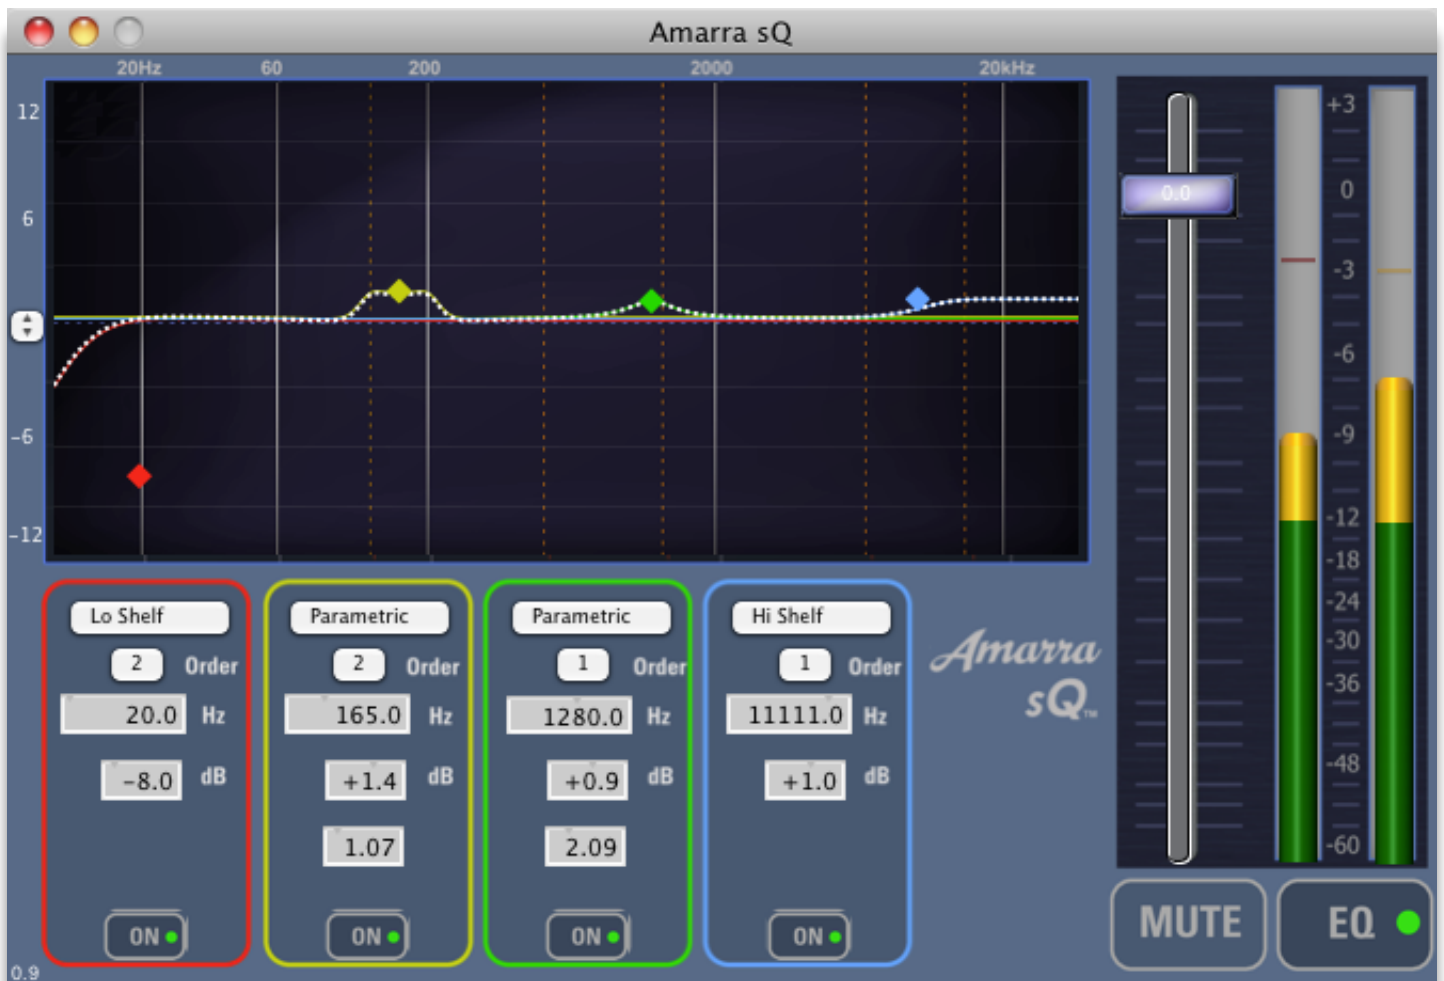 Amarra sQ
20Hz 60 200 2000 20kHz
12
6
-6
-12
0.0
+3
0
-3
-6
-9
-12
-18
-24
-30
-36
-48
-60
Lo Shelf
2 Order
20.0 Hz
-8.0 dB
ON
Parametric
2 Order
165.0 Hz
+1.4 dB
1.07
ON
Parametric
1 Order
1280.0 Hz
+0.9 dB
2.09
ON
Hi Shelf
1 Order
11111.0 Hz
+1.0 dB
ON
Amarra
sQ™
MUTE
EQ
0.9